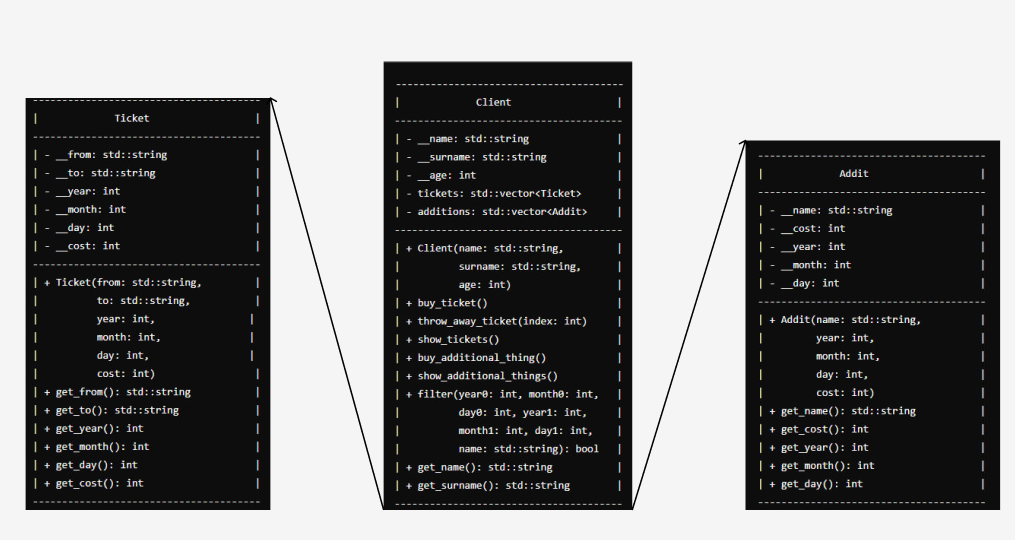 ---------------------------------------
| Ticket |
---------------------------------------
| - __from: std::string |
| - __to: std::string |
| - __year: int |
| - __month: int |
| - __day: int |
| - __cost: int |
---------------------------------------
| + Ticket(from: std::string, |
| to: std::string, |
| year: int, |
| month: int, |
| day: int, |
| cost: int) |
| + get_from(): std::string |
| + get_to(): std::string |
| + get_year(): int |
| + get_month(): int |
| + get_day(): int |
| + get_cost(): int |
---------------------------------------
---------------------------------------
| Client |
---------------------------------------
| - __name: std::string |
| - __surname: std::string |
| - __age: int |
| - tickets: std::vector<Ticket> |
| - additions: std::vector<Addit> |
---------------------------------------
| + Client(name: std::string, |
| surname: std::string, |
| age: int) |
| + buy_ticket() |
| + throw_away_ticket(index: int) |
| + show_tickets() |
| + buy_additional_thing() |
| + show_additional_things() |
| + filter(year0: int, month0: int, |
| day0: int, year1: int, |
| month1: int, day1: int, |
| name: std::string): bool |
| + get_name(): std::string |
| + get_surname(): std::string |
---------------------------------------
---------------------------------------
| Addit |
---------------------------------------
| - __name: std::string |
| - __cost: int |
| - __year: int |
| - __month: int |
| - __day: int |
---------------------------------------
| + Addit(name: std::string, |
| year: int, |
| month: int, |
| day: int, |
| cost: int) |
| + get_name(): std::string |
| + get_cost(): int |
| + get_year(): int |
| + get_month(): int |
| + get_day(): int |
---------------------------------------